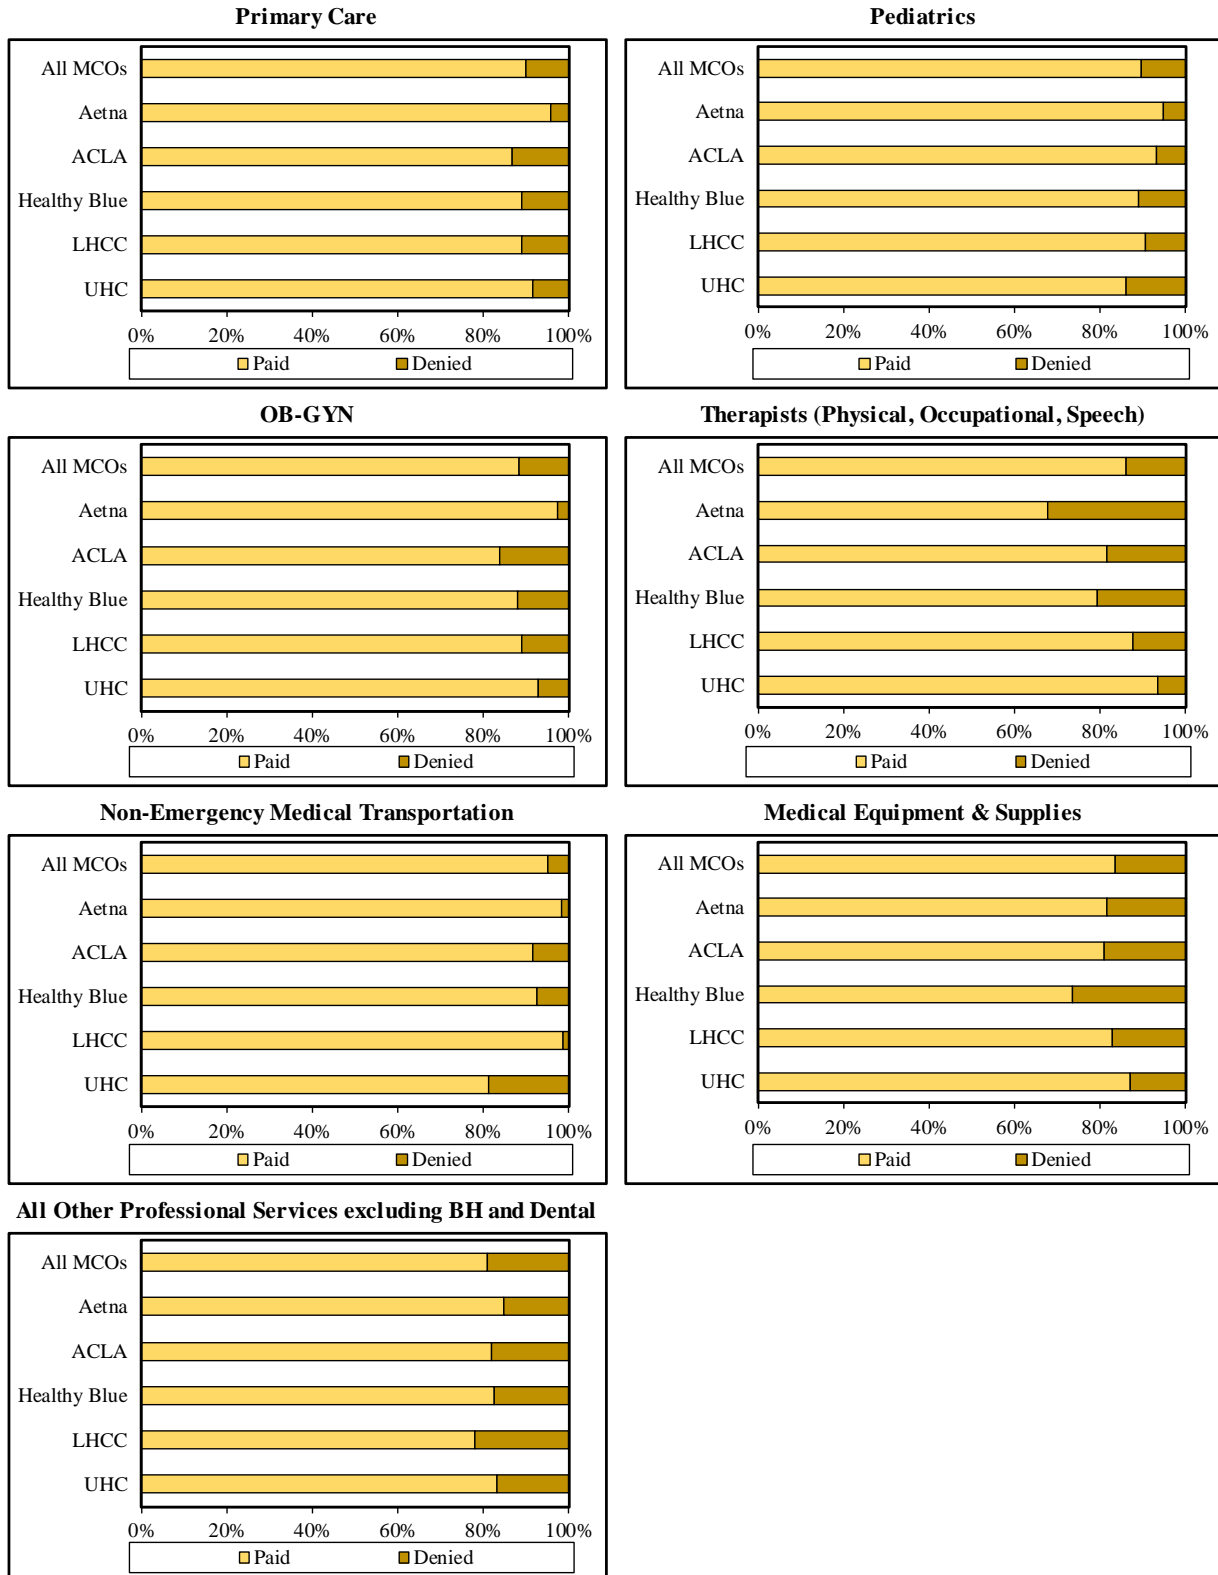 Primary Care
All MCOs
Aetna
ACLA
Healthy Blue
LHCC
UHC
0% 20% 40% 60% 80% 100%
Paid Denied
Pediatrics
All MCOs
Aetna
ACLA
Healthy Blue
LHCC
UHC
0% 20% 40% 60% 80% 100%
Paid Denied
OB-GYN
All MCOs
Aetna
ACLA
Healthy Blue
LHCC
UHC
0% 20% 40% 60% 80% 100%
Paid Denied
Therapists (Physical, Occupational, Speech)
All MCOs
Aetna
ACLA
Healthy Blue
LHCC
UHC
0% 20% 40% 60% 80% 100%
Paid Denied
Non-Emergency Medical Transportation
All MCOs
Aetna
ACLA
Healthy Blue
LHCC
UHC
0% 20% 40% 60% 80% 100%
Paid Denied
Medical Equipment & Supplies
All MCOs
Aetna
ACLA
Healthy Blue
LHCC
UHC
0% 20% 40% 60% 80% 100%
Paid Denied
All Other Professional Services excluding BH and Dental
All MCOs
Aetna
ACLA
Healthy Blue
LHCC
UHC
0% 20% 40% 60% 80% 100%
Paid Denied